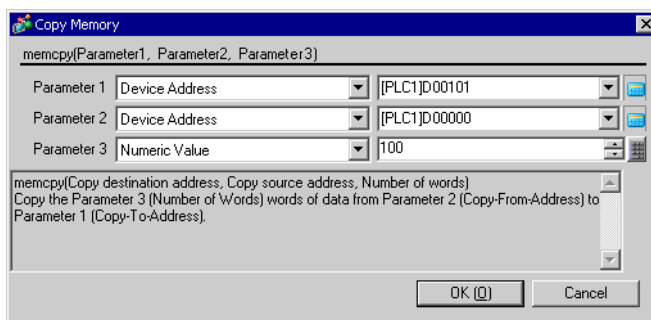 Copy Memory
memcpy(Parameter1, Parameter2, Parameter3)
Parameter 1 Device Address [PLC1]D00101
Parameter 2 Device Address [PLC1]D00000
Parameter 3 Numeric Value 100
memcpy(Copy destination address, Copy source address, Number of words)
Copy the Parameter 3 (Number of Words) words of data from Parameter 2 (Copy-From-Address) to
Parameter 1 (Copy-To-Address).
OK (O) Cancel